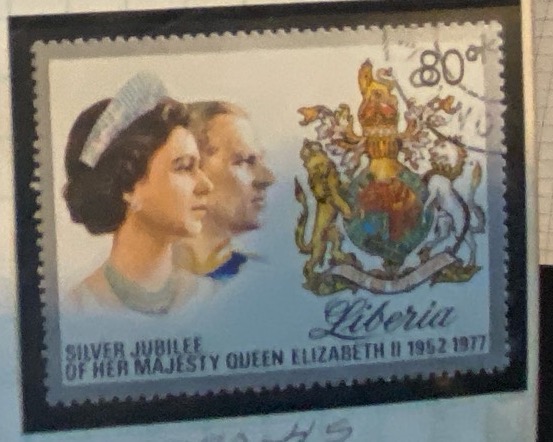 80c
Liberia
SILVER JUBILEE
OF HER MAJESTY QUEEN ELIZABETH II 1952 1977